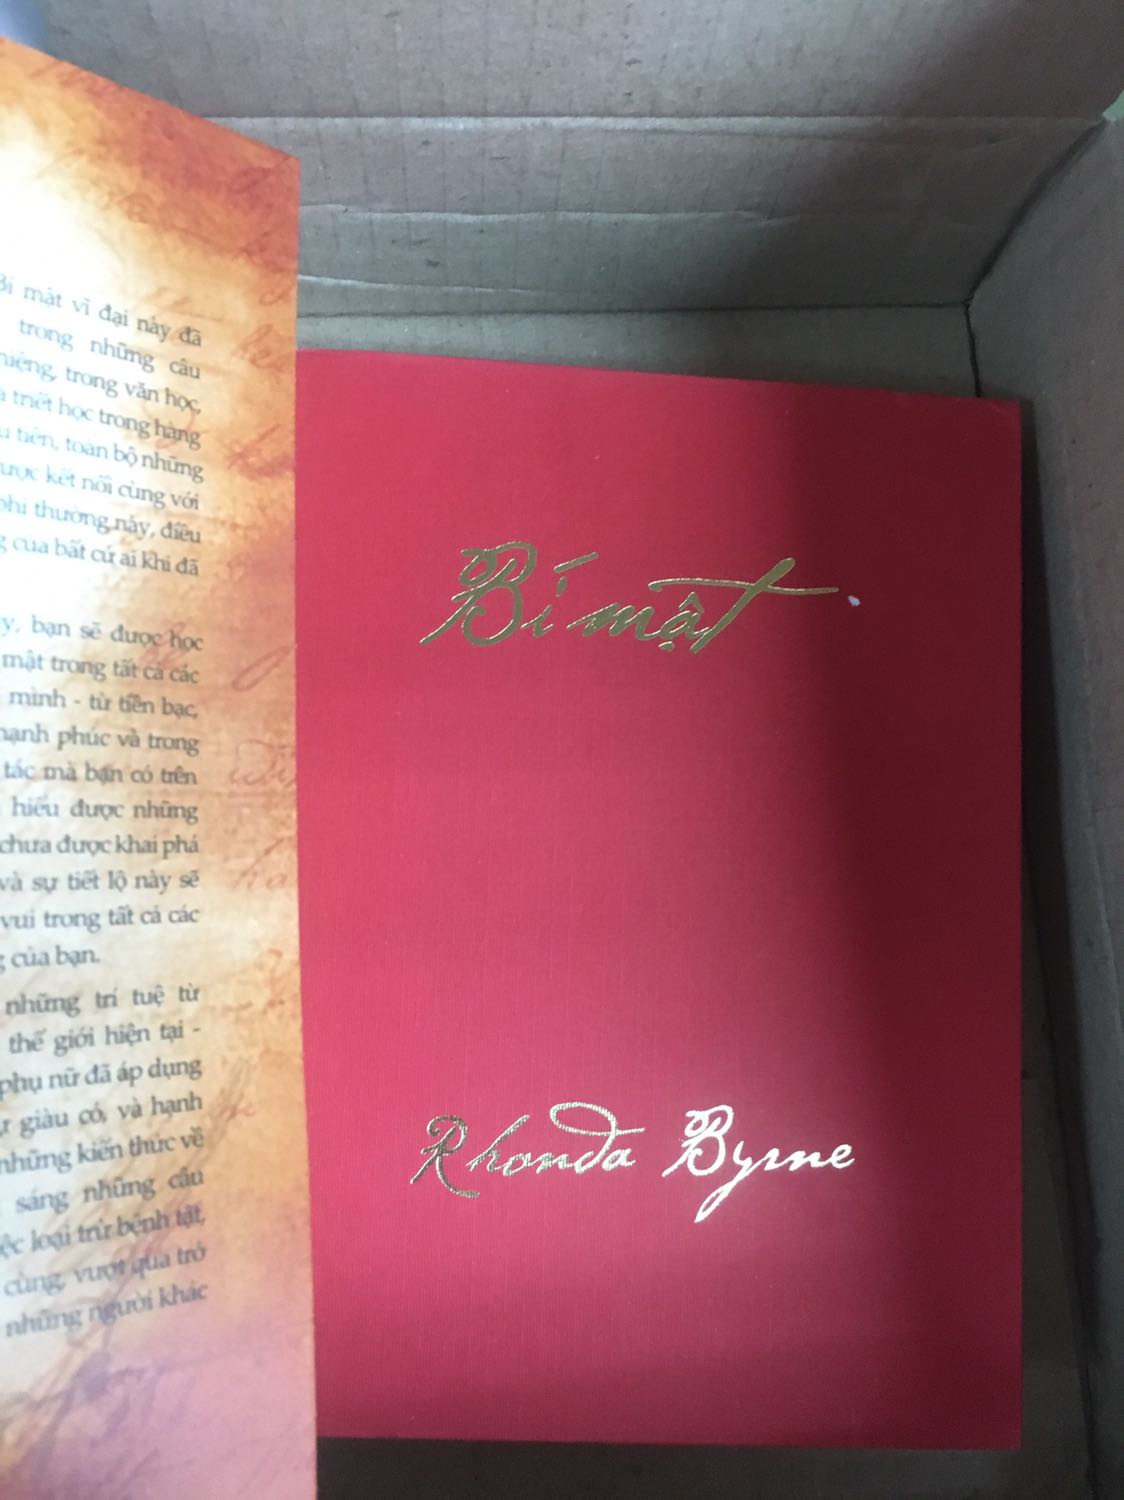 Bí mật vĩ đại này đã
trong những câu
trong văn học,
triết học trong hàng
tiên, toàn bộ những
được kết nối cùng với
phi thường này, điều
của bất cứ ai khi đã
bạn sẽ được học
mật trong tất cả các
mình - từ tiền bạc,
hạnh phúc và trong
tác mà bạn có trên
hiểu được những
chưa được khai phá
và sự tiết lộ này sẽ
vui trong tất cả các
của bạn.
những trí tuệ từ
thế giới hiện tại -
phụ nữ đã áp dụng
giàu có, và hạnh
những kiến thức về
sáng những câu
loại trừ bệnh tật,
cùng, vượt qua trở
những người khác
Bí mật
Rhonda Byrne